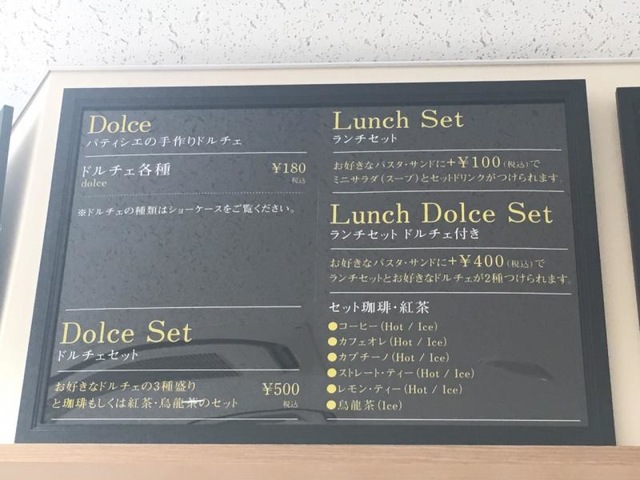 Dolce
パティシエの手作りドルチェ
ドルチェ各種 ¥180
dolce 税込
※ドルチェの種類はショーケースをご覧ください。
Dolce Set
ドルチェセット
お好きなドルチェの3種盛り
と珈琲もしくは紅茶・烏龍茶のセット ¥500
税込
Lunch Set
ランチセット
お好きなパスタ・サンドに+¥100(税込)で
ミニサラダ(スープ)とセットドリンクがつけられます。
Lunch Dolce Set
ランチセット ドルチェ付き
お好きなパスタ・サンドに+¥400(税込)で
ランチセットとお好きなドルチェが2種つけられます。
セット珈琲・紅茶
●コーヒー(Hot / Ice)
●カフェオレ(Hot / Ice)
●カプチーノ(Hot / Ice)
●ストレート・ティー(Hot / Ice)
●レモン・ティー(Hot / Ice)
●烏龍茶(Ice)